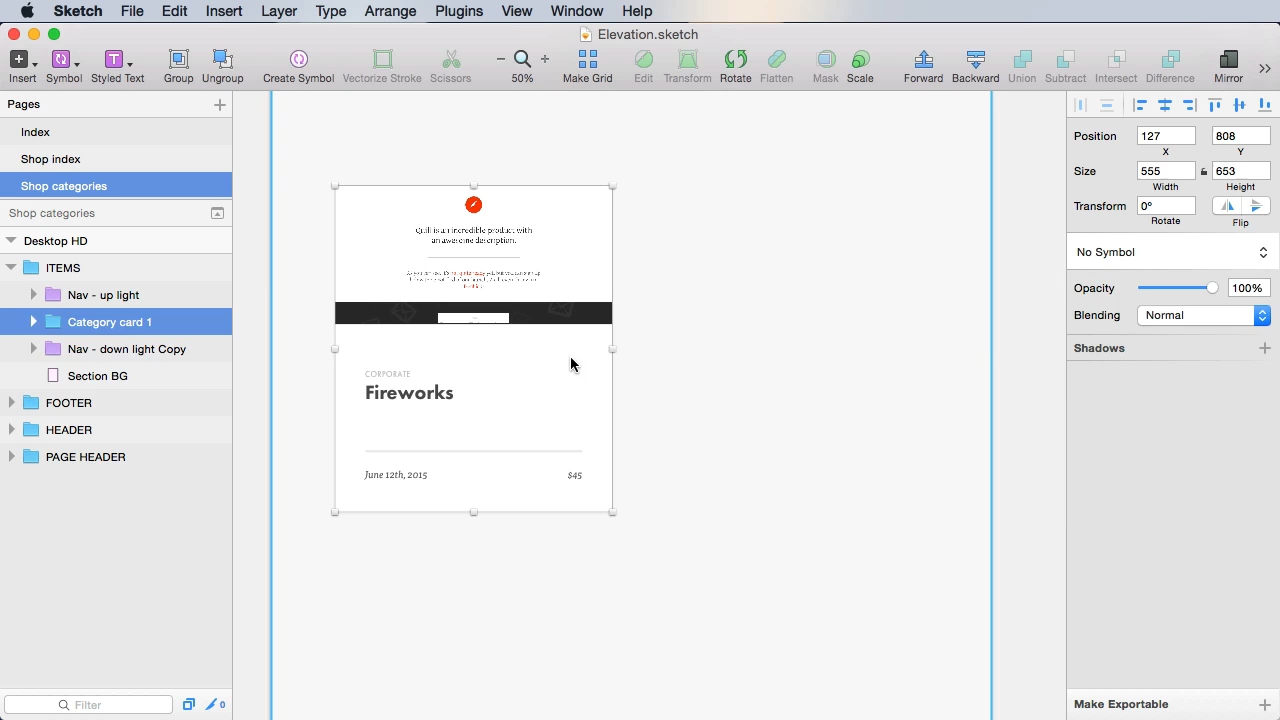 Sketch File Edit Insert Layer Type Arrange Plugins View Window Help
Elevation.sketch
Insert Symbol Styled Text Group Ungroup Create Symbol Vectorize Stroke Scissors 50% Make Grid Edit Transform Rotate Flatten Mask Scale Forward Backward Union Subtract Intersect Difference Mirror
Pages
Index
Shop index
Shop categories
Shop categories
Desktop HD
ITEMS
Nav - up light
Category card 1
Nav - down light Copy
Section BG
FOOTER
HEADER
PAGE HEADER
Filter
0
Quill is an incredible product with
an awesome description.
CORPORATE
Fireworks
June 12th, 2015 $45
Position 127 808
X Y
Size 555 653
Width Height
Transform 0°
Rotate Flip
No Symbol
Opacity 100%
Blending Normal
Shadows
Make Exportable